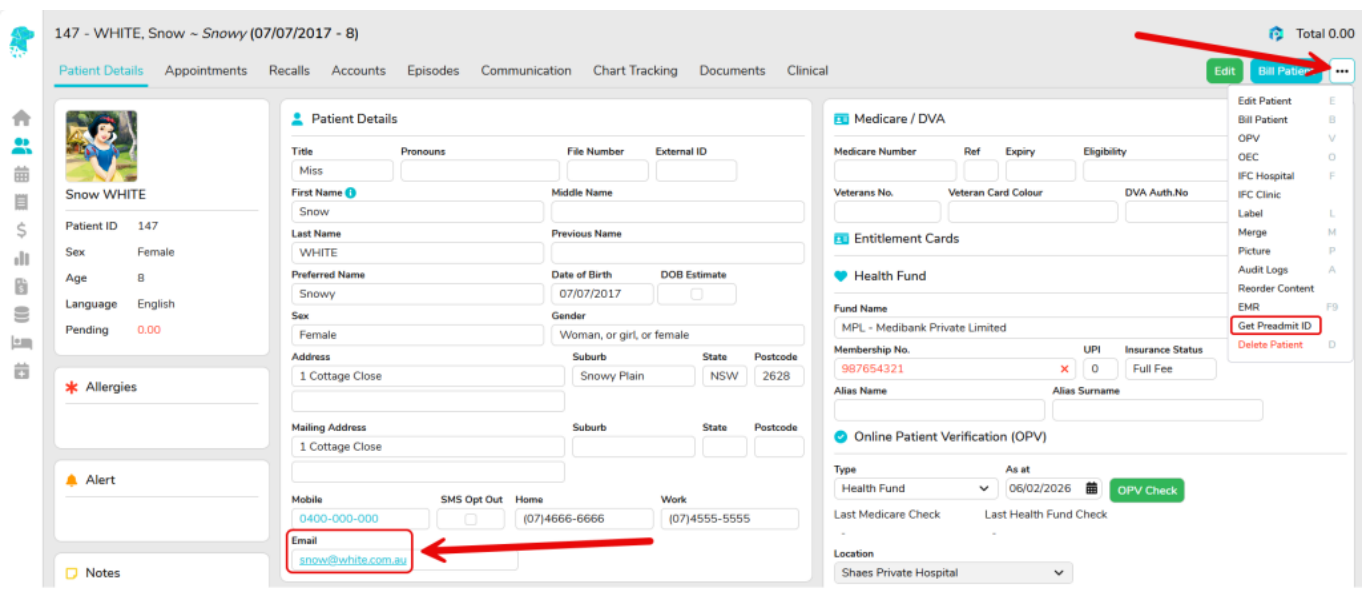 147 - WHITE, Snow ~ Snowy (07/07/2017 - 8)
Total 0.00
Patient Details Appointments Recalls Accounts Episodes Communication Chart Tracking Documents Clinical
Edit Bill Patient •••
Snow WHITE
Patient ID 147
Sex Female
Age 8
Language English
Pending 0.00
Allergies
Alert
Notes
Patient Details
Title Pronouns File Number External ID
Miss
First Name Middle Name
Snow
Last Name Previous Name
WHITE
Preferred Name Date of Birth DOB Estimate
Snowy 07/07/2017
Sex Gender
Female Woman, or girl, or female
Address Suburb State Postcode
1 Cottage Close Snowy Plain NSW 2628
Mailing Address Suburb State Postcode
1 Cottage Close
Mobile SMS Opt Out Home Work
0400-000-000 (07)4666-6666 (07)4555-5555
Email
snow@white.com.au
Medicare / DVA
Medicare Number Ref Expiry Eligibility
Veterans No. Veteran Card Colour DVA Auth.No
Entitlement Cards
Health Fund
Fund Name
MPL - Medibank Private Limited
Membership No. UPI Insurance Status
987654321 0 Full Fee
Alias Name Alias Surname
Online Patient Verification (OPV)
Type As at
Health Fund 06/02/2026 OPV Check
Last Medicare Check Last Health Fund Check
- -
Location
Shaes Private Hospital
Edit Patient E
Bill Patient B
OPV V
OEC O
IFC Hospital F
IFC Clinic
Label L
Merge M
Picture P
Audit Logs A
Reorder Content
EMR F9
Get Preadmit ID
Delete Patient D